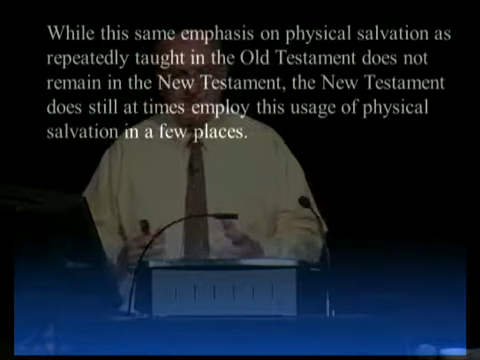 While this same emphasis on physical salvation as
repeatedly taught in the Old Testament does not
remain in the New Testament, the New Testament
does still at times employ this usage of physical
salvation in a few places.